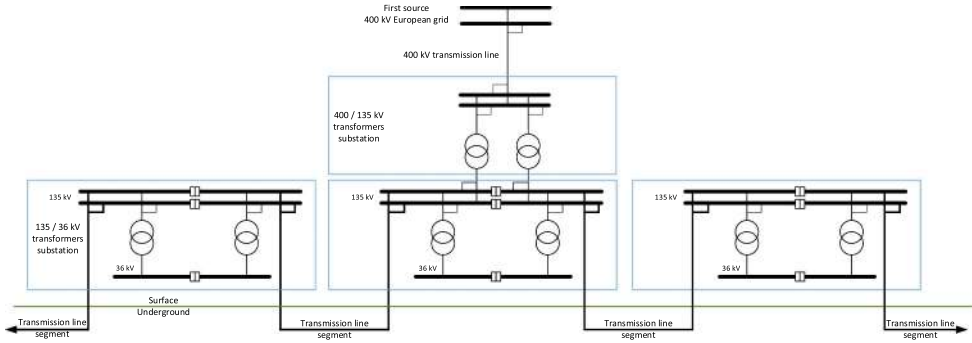 First source
400 kV European grid
400 kV transmission line
400 / 135 kV
transformers
substation
135 kV
135 kV
135 kV
135 / 36 kV
transformers
substation
36 kV
36 kV
36 kV
Surface
Underground
Transmission line
segment
Transmission line
segment
Transmission line
segment
Transmission line
segment